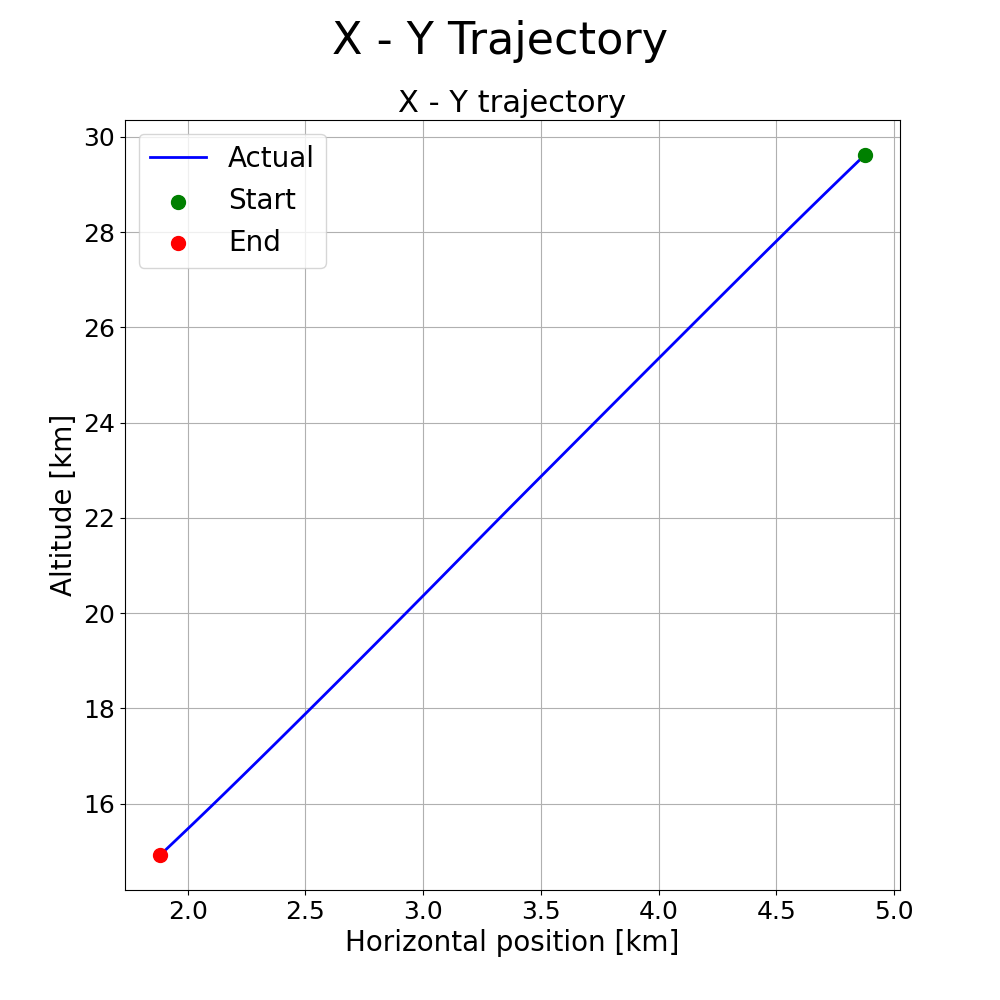 X - Y Trajectory
X - Y trajectory
Actual
Start
End
30
28
26
24
22
20
18
16
Altitude [km]
2.0 2.5 3.0 3.5 4.0 4.5 5.0
Horizontal position [km]